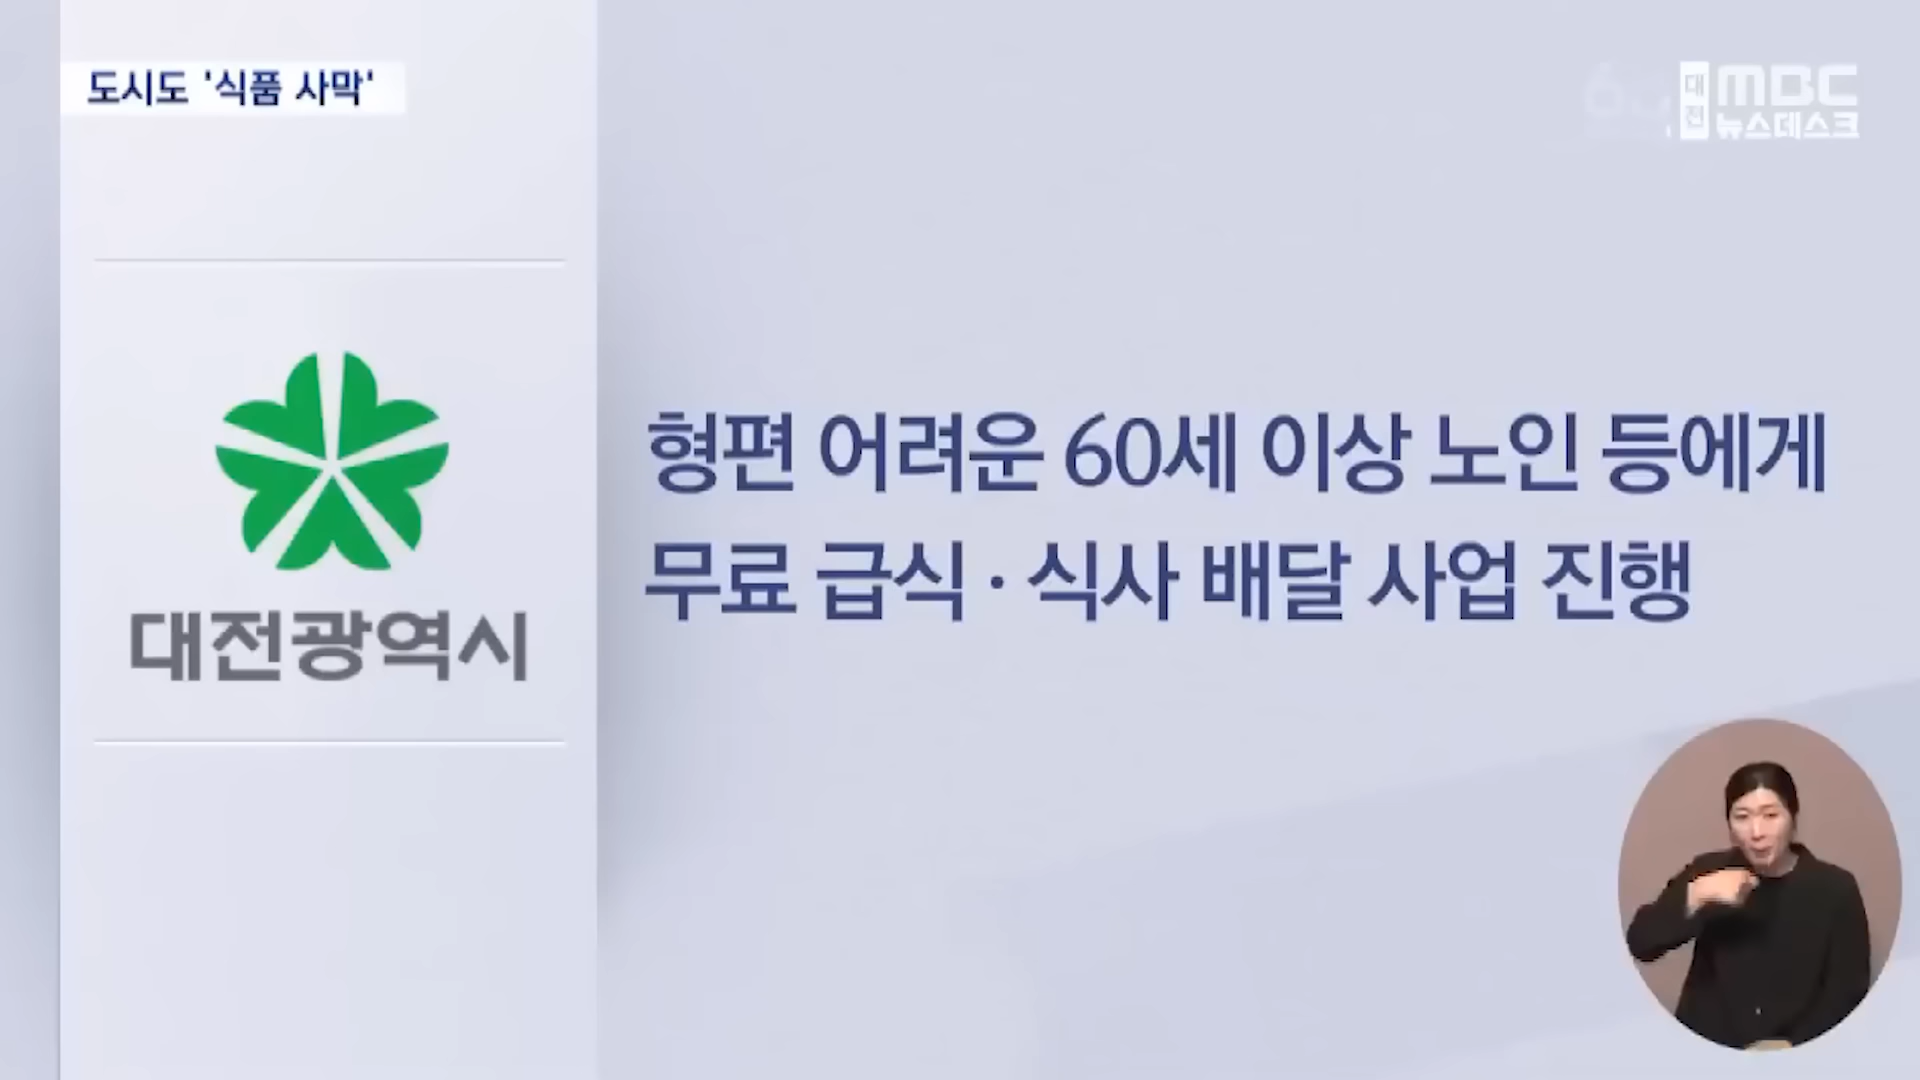 도시도 '식품 사막'
대전 MBC
뉴스데스크
형편 어려운 60세 이상 노인 등에게
무료 급식·식사 배달 사업 진행
대전광역시